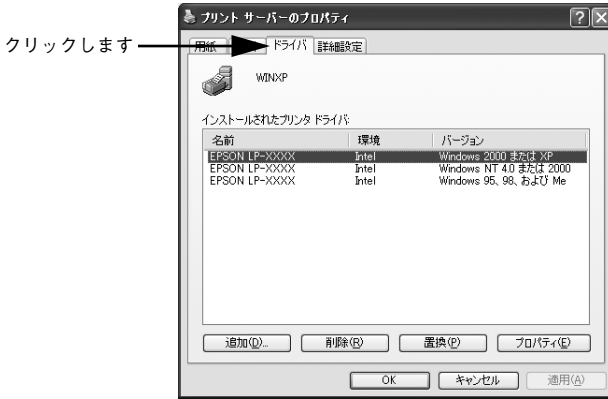 プリント サーバーのプロパティ
クリックします
用紙
ドライバ
詳細設定
WINXP
インストールされたプリンタ ドライバ:
名前 環境 バージョン
EPSON LP-XXXX Intel Windows 2000 または XP
EPSON LP-XXXX Intel Windows NT 4.0 または 2000
EPSON LP-XXXX Intel Windows 95、98、および Me
追加(D)... 削除(R) 置換(P) プロパティ(E)
OK キャンセル 適用(A)